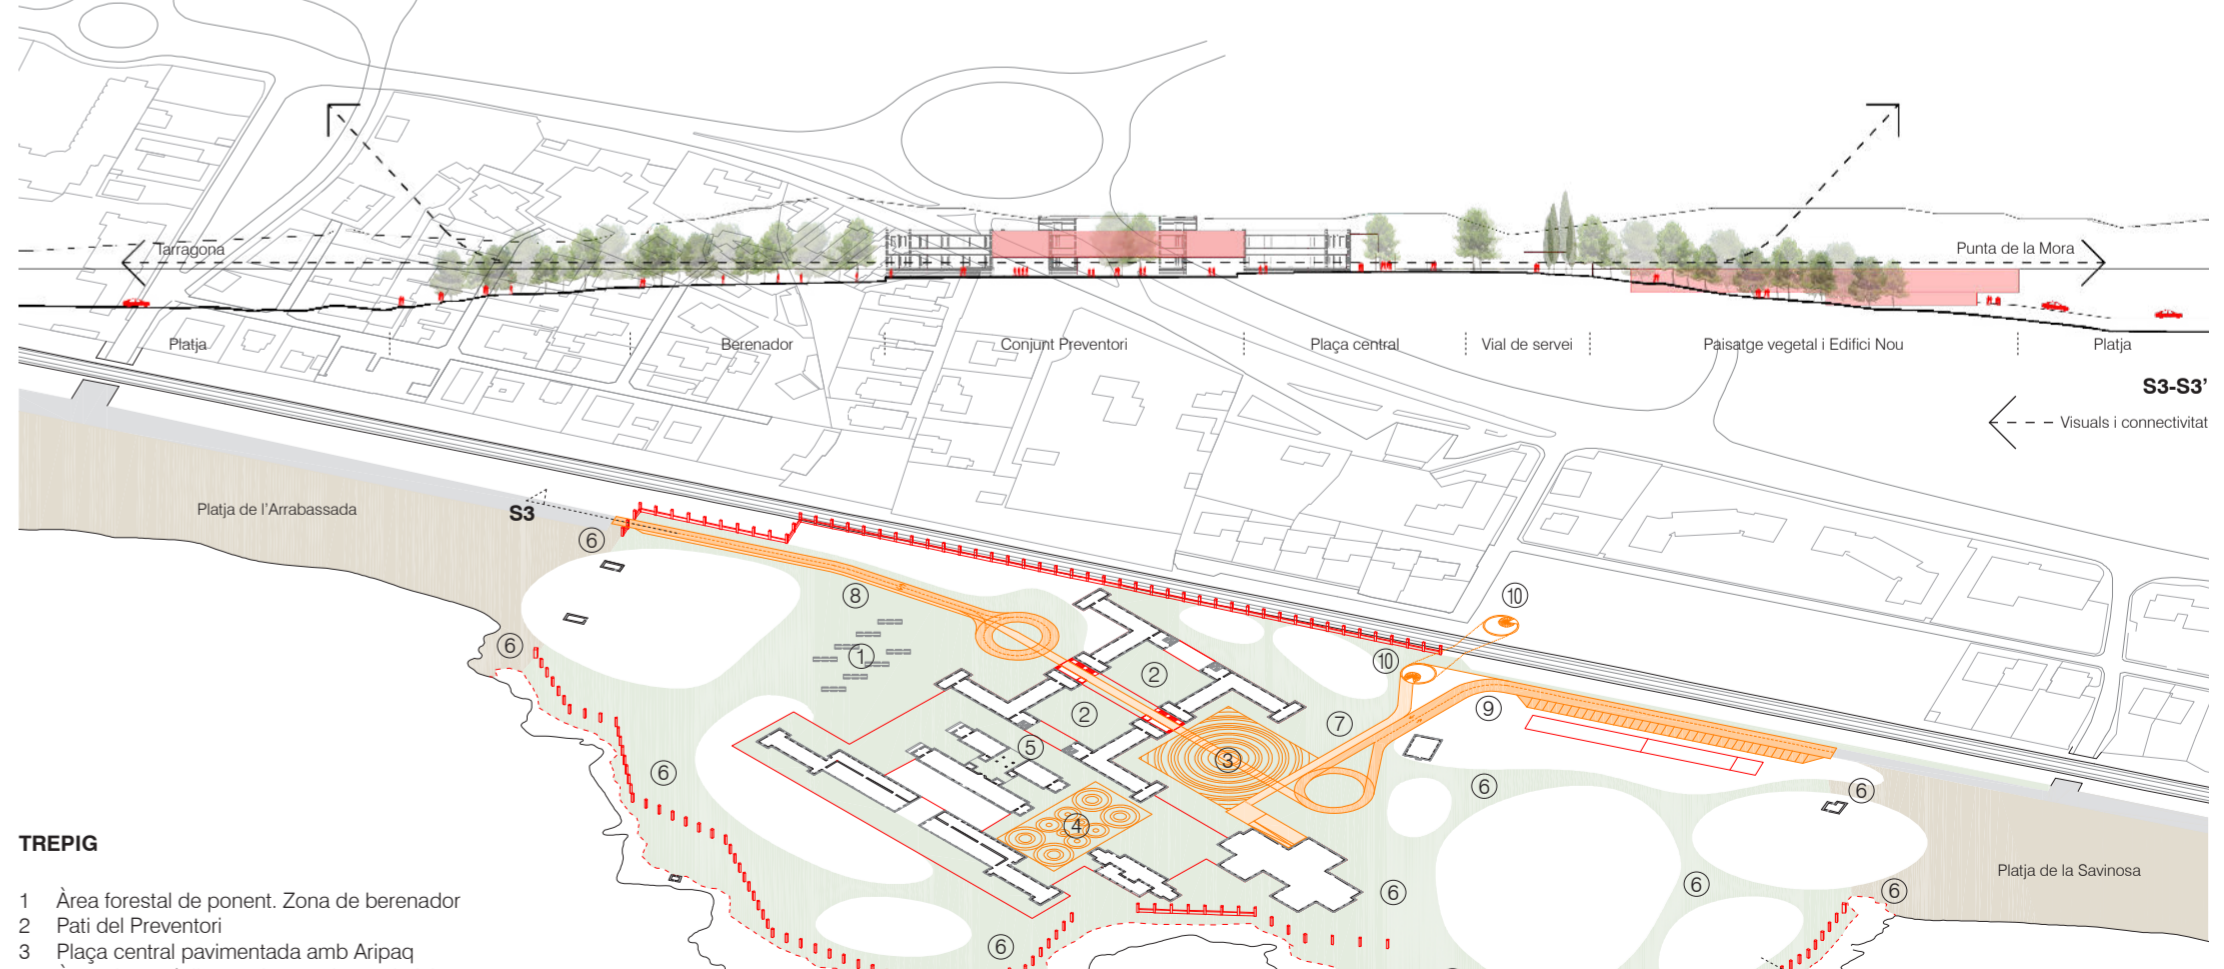 Tarragona
Punta de la Mora
Platja
Berenador
Conjunt Preventori
Plaça central
Vial de servei
Paisatge vegetal i Edifici Nou
Platja
S3-S3'
Visuals i connectivitat
Platja de l'Arrabassada
S3
6
8
10
1
6
10
2
2
7
9
5
3
6
6
6
4
6
6
6
6
Platja de la Savinosa
TREPIG
1 Àrea forestal de ponent. Zona de berenador
2 Pati del Preventori
3 Plaça central pavimentada amb Aripaq